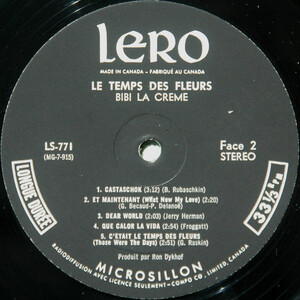 LERO
MADE IN CANADA - FABRIQUÉ AU CANADA
LE TEMPS DES FLEURS
BIBI LA CREME
LS-771
(MG-7-915)
Face 2
STEREO
LONGUE DURÉE
33⅓ R.P.M.
1. CASTASCHOK (3:12) (B. Rubaschkin)
2. ET MAINTENANT (What Now My Love) (2:20)
(G. Becaud-P. Delanoë)
3. DEAR WORLD (2:03) (Jerry Herman)
4. QUE CALOR LA VIDA (2:54) (Froggatt)
5. C'ETAIT LE TEMPS DES FLEURS
(Those Were The Days) (2:51) (G. Raskin)
Produit par Ron Dykhof
MICROSILLON
RADIODIFFUSION AVEC LICENCE SEULEMENT-COMPO CO. LIMITED, CANADA